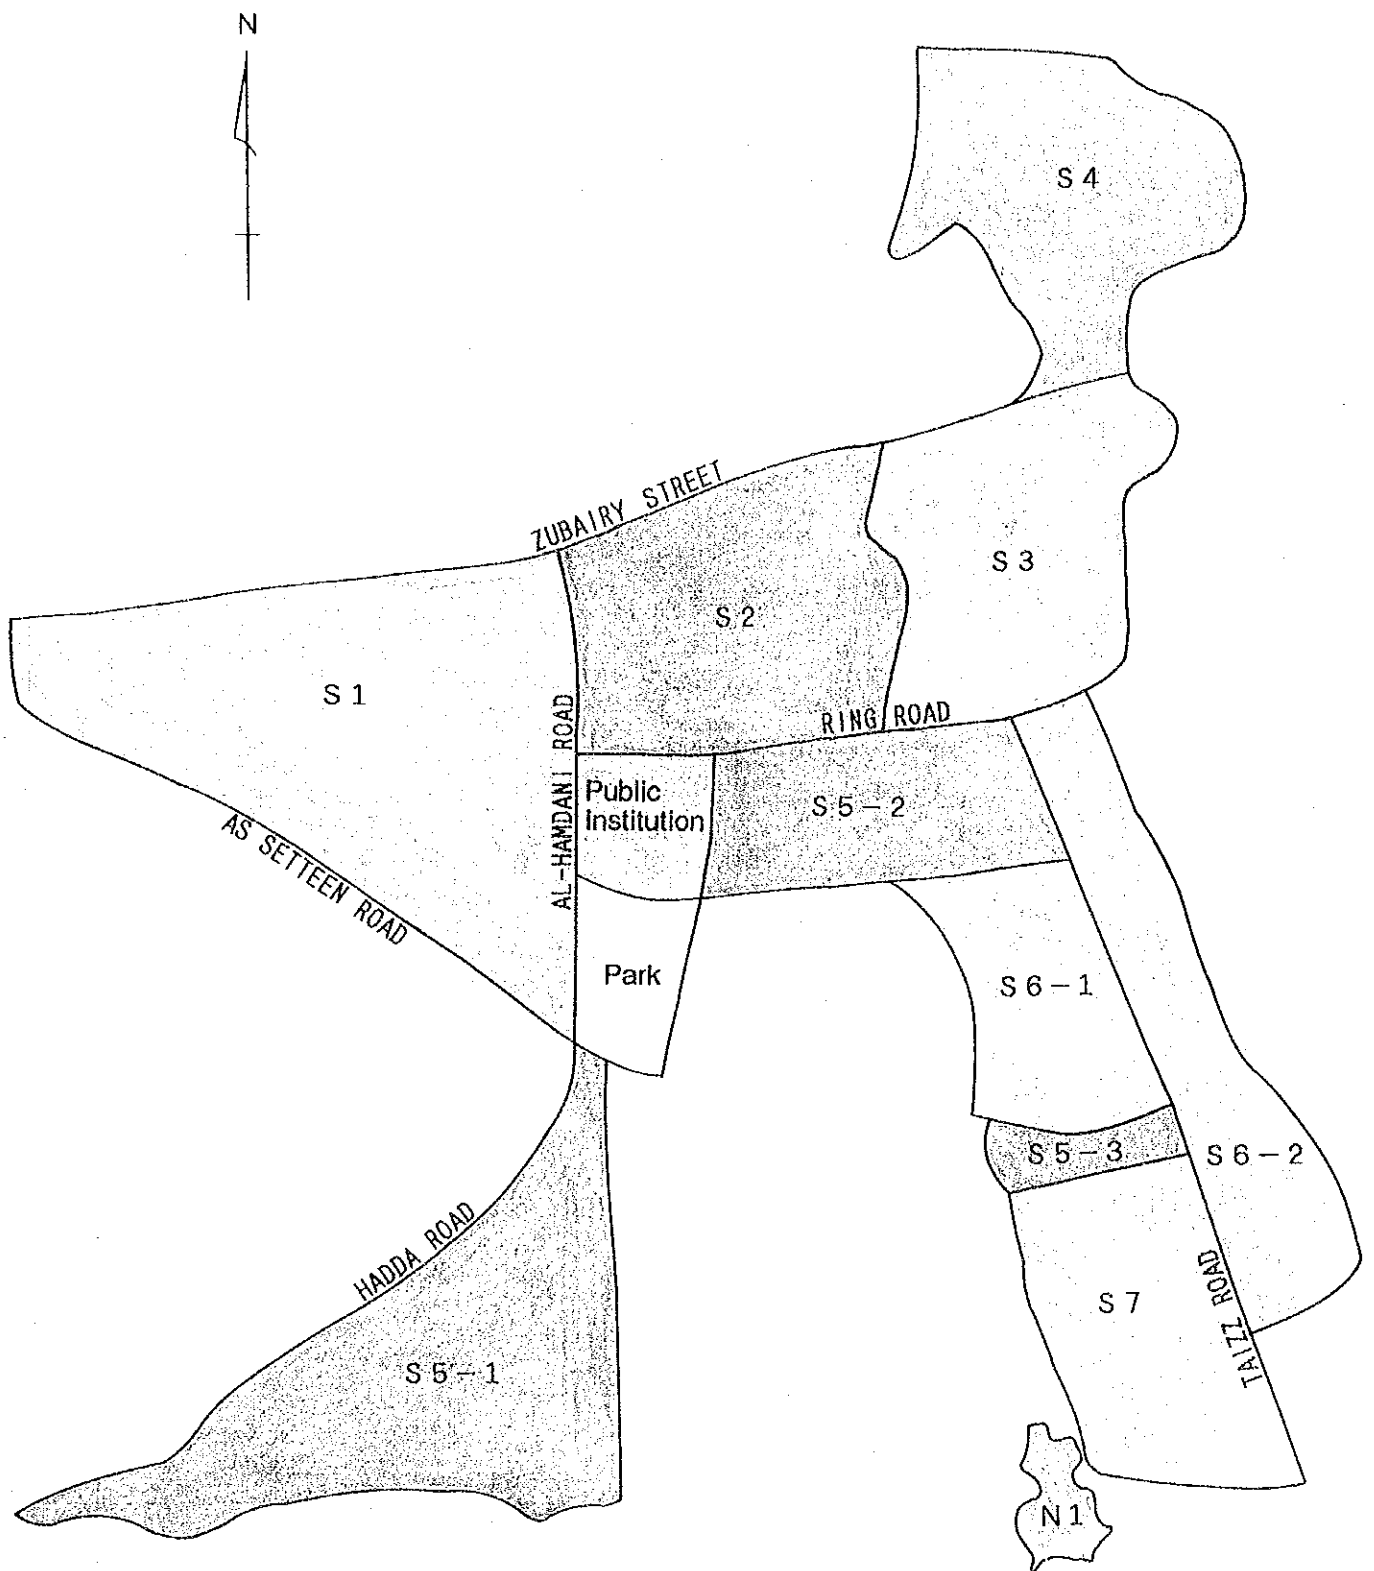 N
S 4
ZUBAIRY STREET
S 3
S 2
S 1
RING ROAD
AL-HAMDANI ROAD
Public
Institution
S 5 - 2
AS SETTEEN ROAD
Park
S 6 - 1
S 5 - 3
S 6 - 2
HADDA ROAD
S 7
TAIZZ ROAD
S 5 - 1
N 1